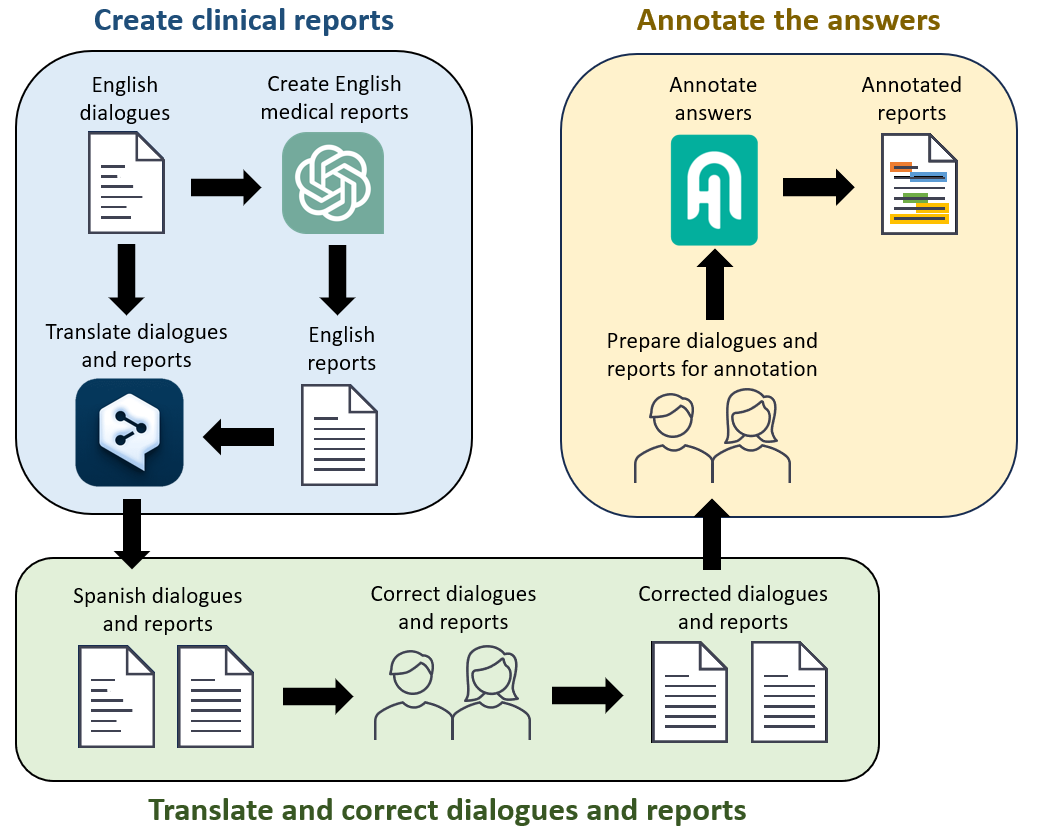 Create clinical reports
English
dialogues
Create English
medical reports
Translate dialogues
and reports
English
reports
Annotate the answers
Annotate
answers
Annotated
reports
Prepare dialogues and
reports for annotation
Spanish dialogues
and reports
Correct dialogues
and reports
Corrected dialogues
and reports
Translate and correct dialogues and reports